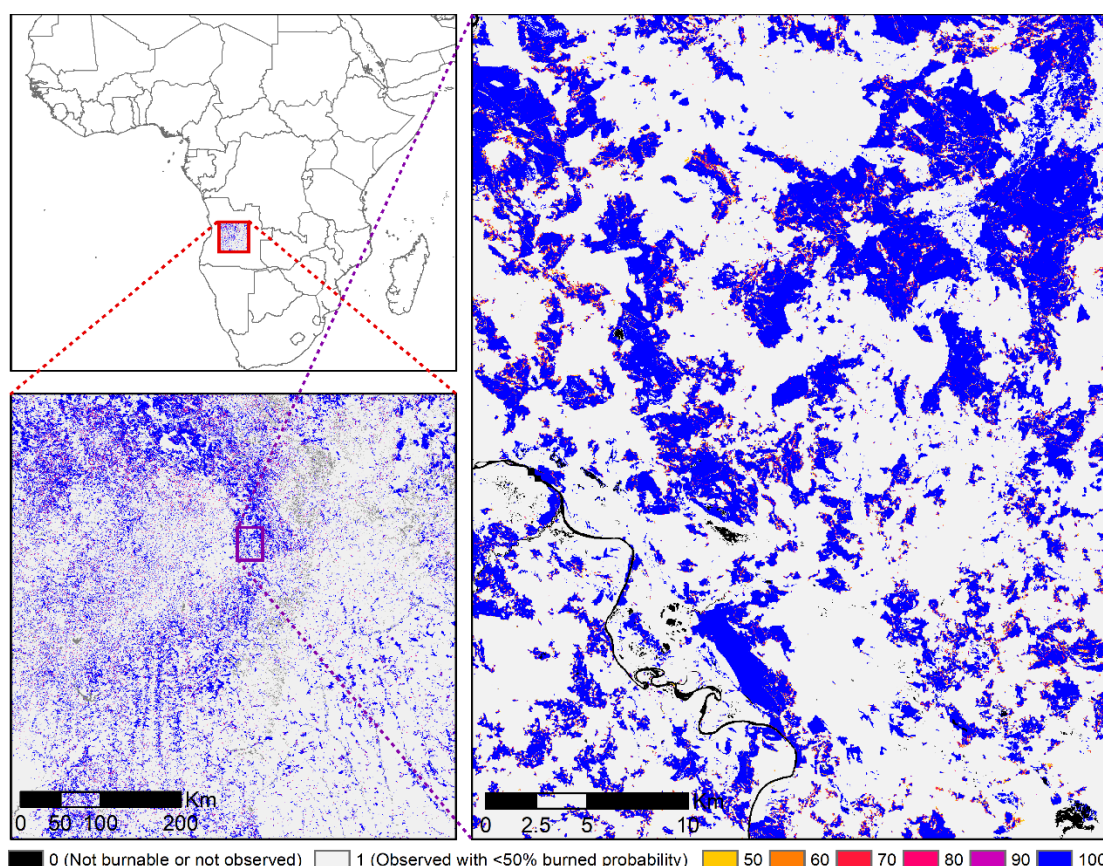 Km
0 50 100 200
Km
0 2.5 5 10
0 (Not burnable or not observed) 1 (Observed with <50% burned probability) 50 60 70 80 90 100